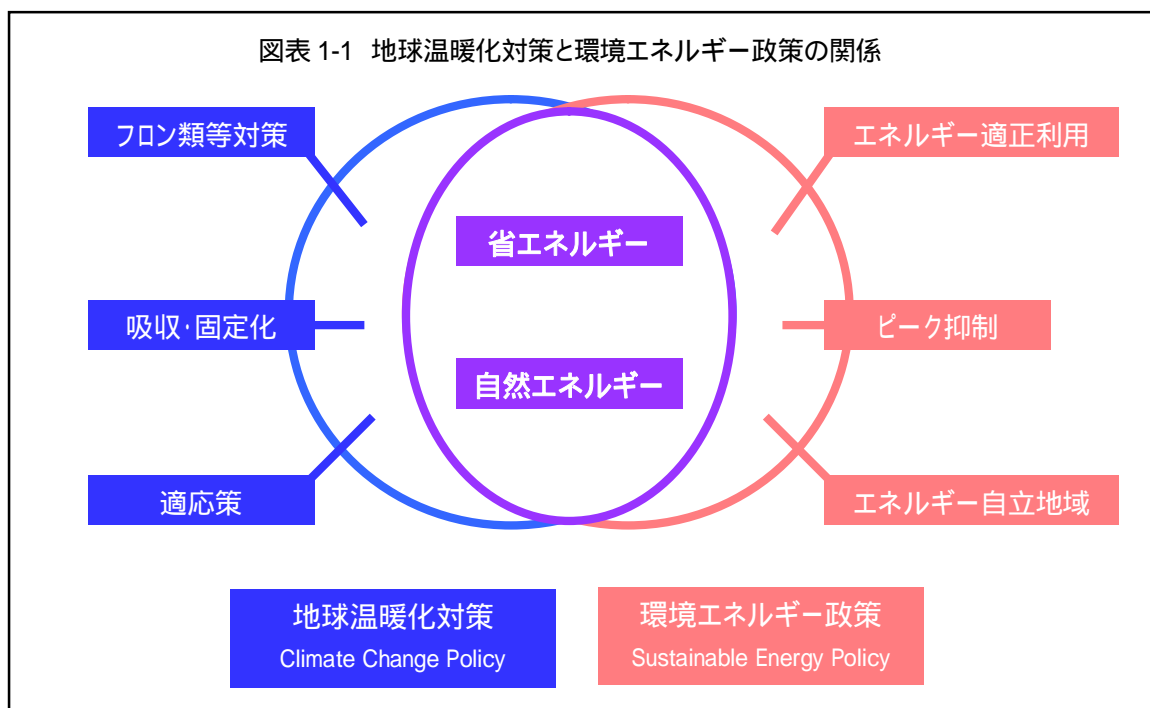 図表 1-1 地球温暖化対策と環境エネルギー政策の関係
フロン類等対策
エネルギー適正利用
省エネルギー
吸収・固定化
ピーク抑制
自然エネルギー
適応策
エネルギー自立地域
地球温暖化対策
Climate Change Policy
環境エネルギー政策
Sustainable Energy Policy